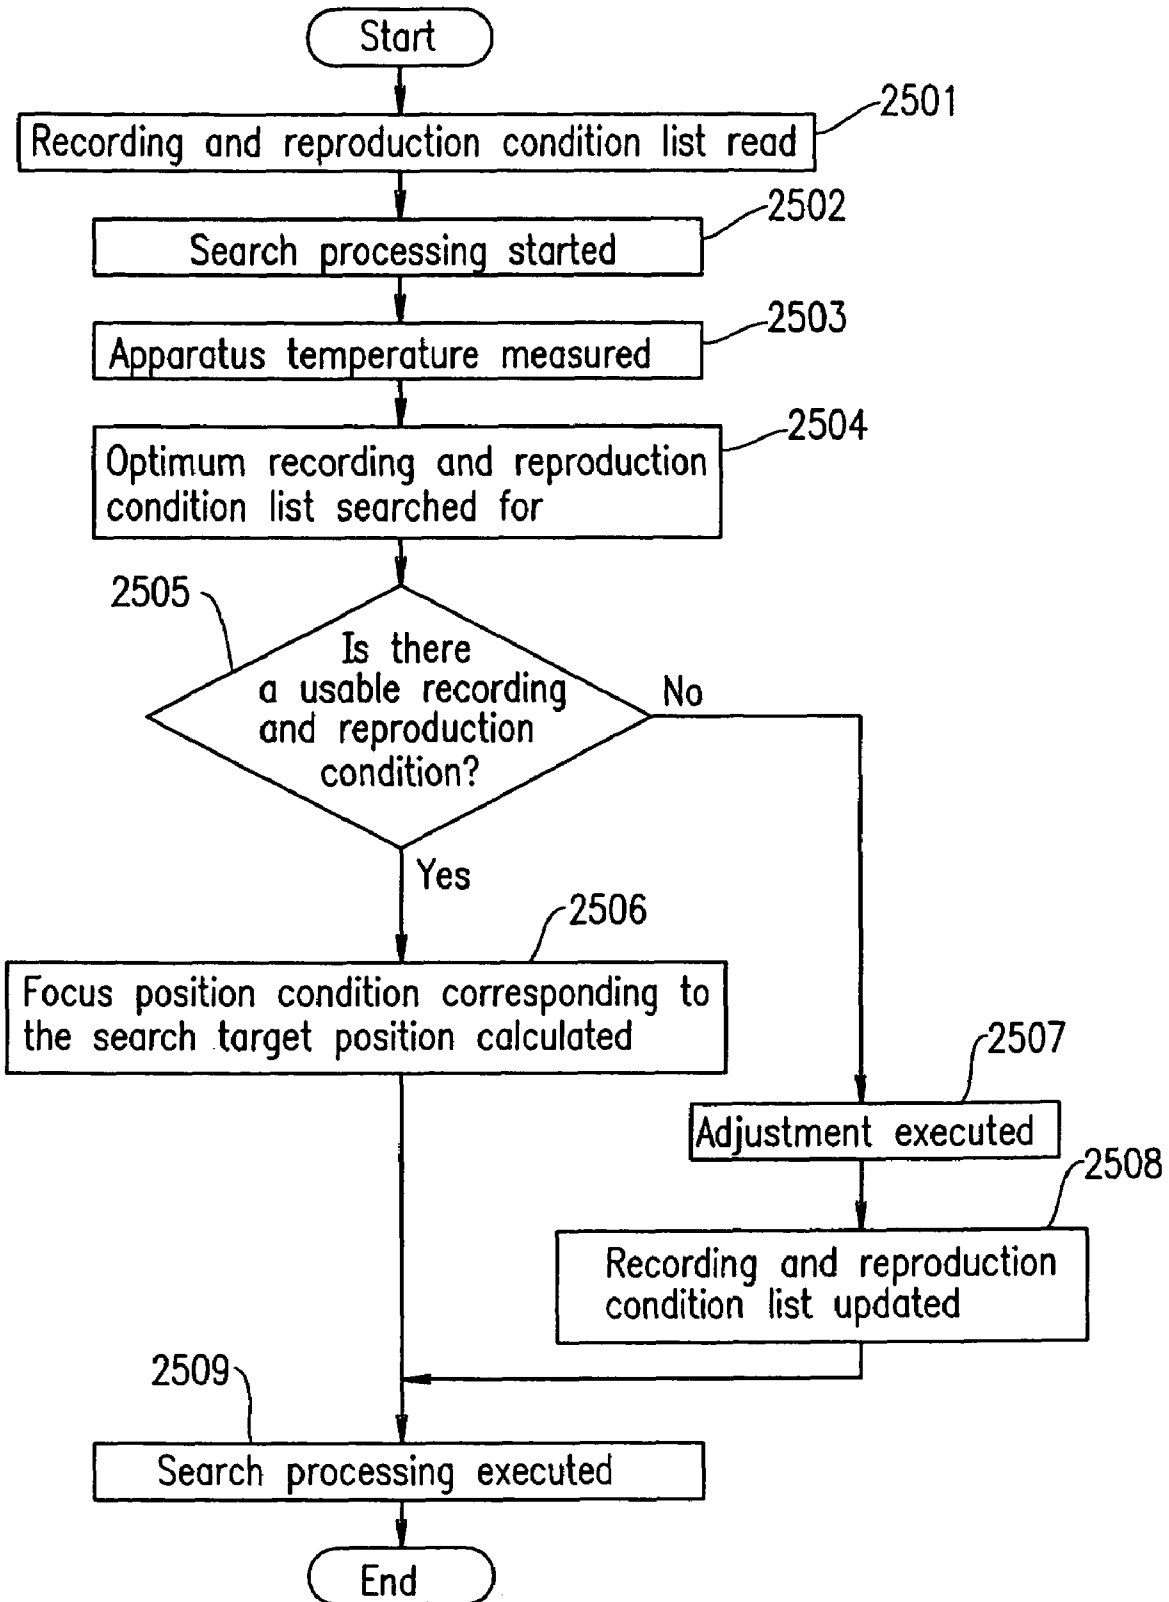 Start
2501
Recording and reproduction condition list read
2502
Search processing started
2503
Apparatus temperature measured
2504
Optimum recording and reproduction
condition list searched for
2505
Is there
a usable recording
and reproduction
condition?
No
Yes
2506
Focus position condition corresponding to
the search target position calculated
2507
Adjustment executed
2508
Recording and reproduction
condition list updated
2509
Search processing executed
End